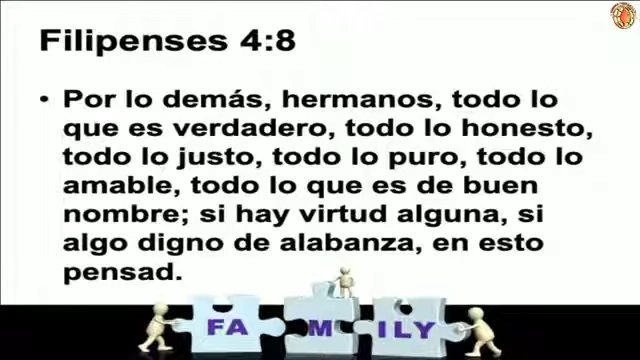 Filipenses 4:8
• Por lo demás, hermanos, todo lo
que es verdadero, todo lo honesto,
todo lo justo, todo lo puro, todo lo
amable, todo lo que es de buen
nombre; si hay virtud alguna, si
algo digno de alabanza, en esto
pensad.
FAMILY